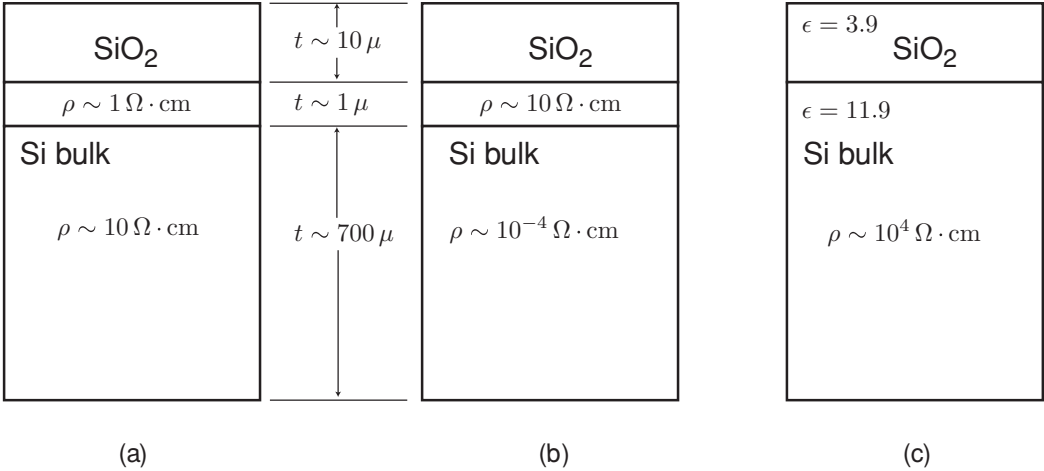 SiO₂
t ∼ 10 μ
SiO₂
ϵ = 3.9
SiO₂
ρ ∼ 1 Ω · cm
t ∼ 1 μ
ρ ∼ 10 Ω · cm
ϵ = 11.9
Si bulk
Si bulk
Si bulk
ρ ∼ 10 Ω · cm
t ∼ 700 μ
ρ ∼ 10⁻⁴ Ω · cm
ρ ∼ 10⁴ Ω · cm
(a)
(b)
(c)